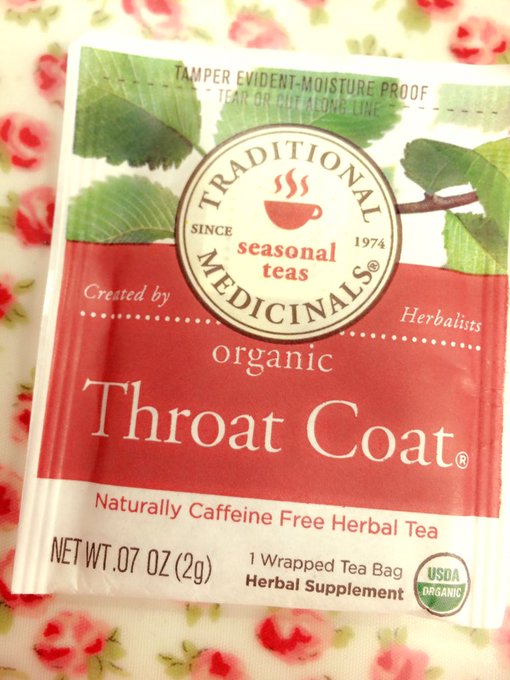 TAMPER EVIDENT-MOISTURE PROOF
TEAR OR CUT ALONG LINE
TRADITIONAL
SINCE 1974
seasonal
teas
MEDICINALS®
Created by Herbalists
organic
Throat Coat®
Naturally Caffeine Free Herbal Tea
NET WT .07 OZ (2g)
1 Wrapped Tea Bag
Herbal Supplement
USDA
ORGANIC